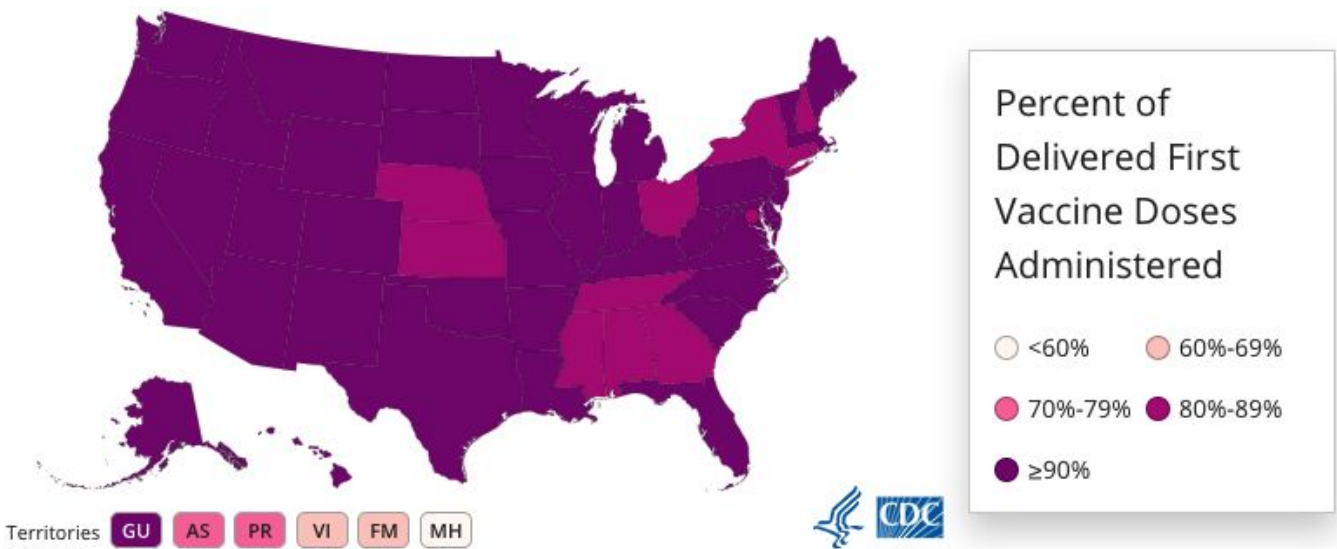 Percent of
Delivered First
Vaccine Doses
Administered
<60% 60%-69%
70%-79% 80%-89%
≥90%
Territories GU AS PR VI FM MH
CDC